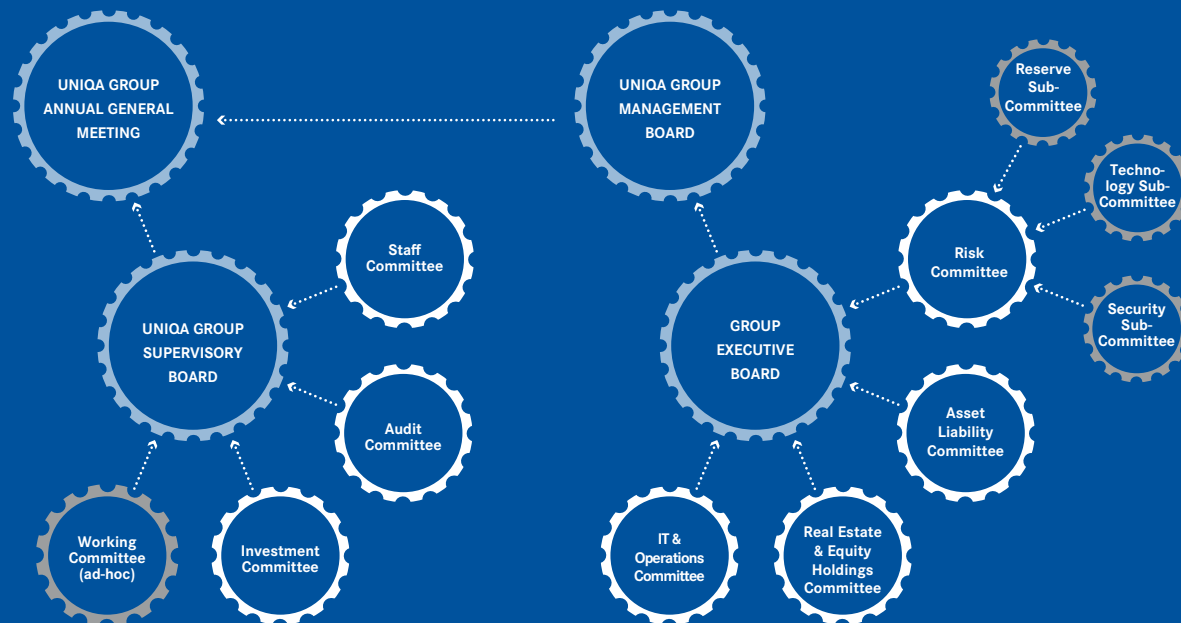 UNIQA GROUP
ANNUAL GENERAL
MEETING
UNIQA GROUP
MANAGEMENT
BOARD
Reserve
Sub-
Committee
Techno-
logy Sub-
Committee
Staff
Committee
Risk
Committee
UNIQA GROUP
SUPERVISORY
BOARD
GROUP
EXECUTIVE
BOARD
Security
Sub-
Committee
Audit
Committee
Asset
Liability
Committee
Working
Committee
(ad-hoc)
Investment
Committee
IT &
Operations
Committee
Real Estate
& Equity
Holdings
Committee